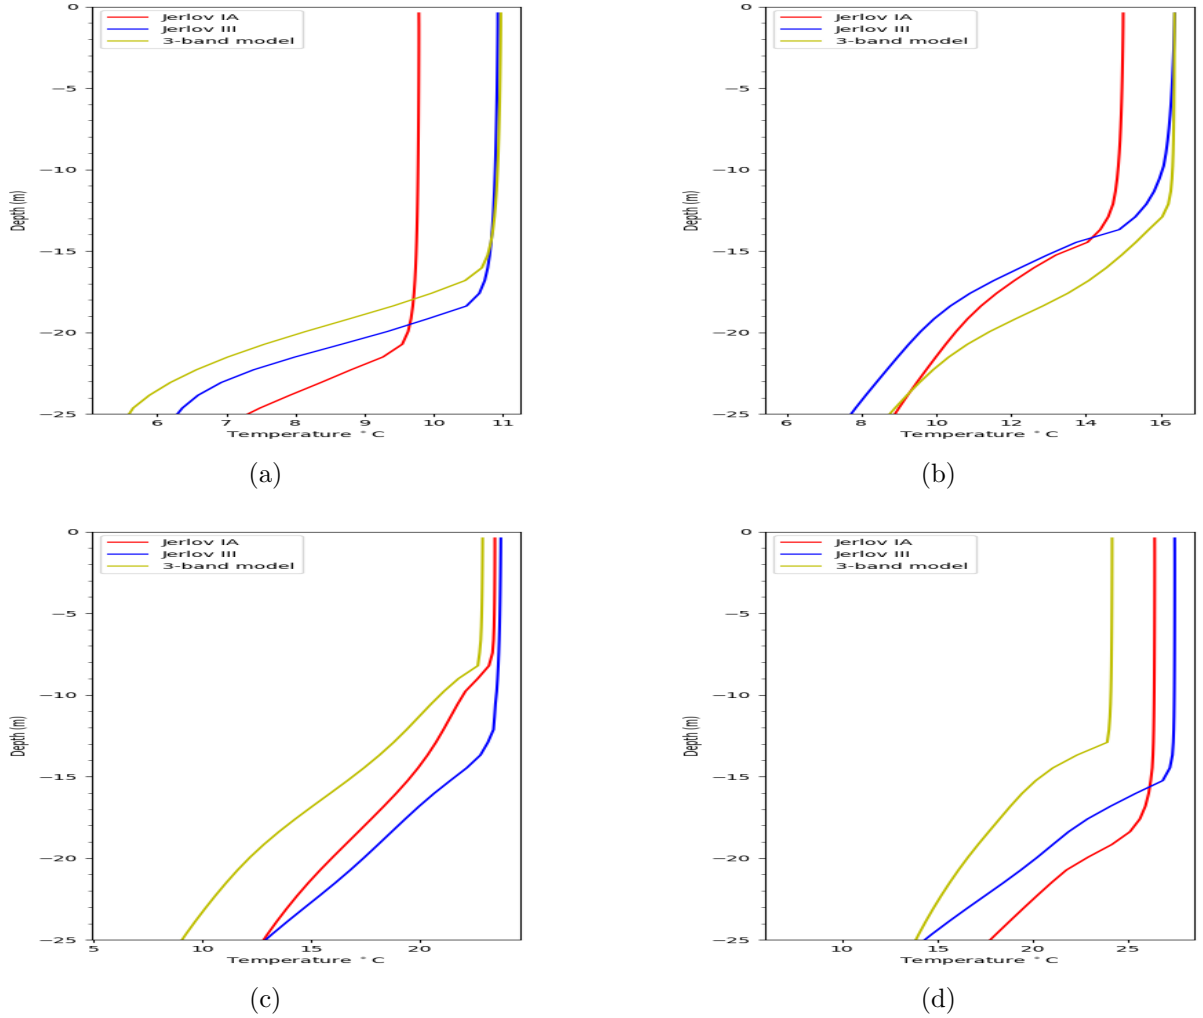 0
−5
−10
−15
−20
−25
Depth (m)
Jerlov IA
Jerlov III
3-band model
6 7 8 9 10 11
Temperature °C
(a)
0
−5
−10
−15
−20
−25
Depth (m)
Jerlov IA
Jerlov III
3-band model
6 8 10 12 14 16
Temperature °C
(b)
0
−5
−10
−15
−20
−25
Depth (m)
Jerlov IA
Jerlov III
3-band model
5 10 15 20
Temperature °C
(c)
0
−5
−10
−15
−20
−25
Depth (m)
Jerlov IA
Jerlov III
3-band model
10 15 20 25
Temperature °C
(d)